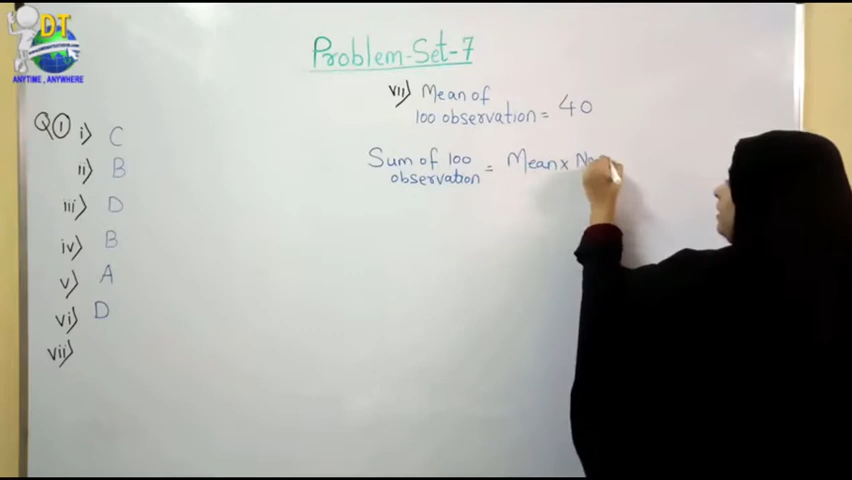 DT
ANYTIME , ANYWHERE
Problem-Set-7
vii) Mean of
100 observation = 40
Sum of 100
observation = Mean x No
Q1 i) C
ii) B
iii) D
iv) B
v) A
vi) D
vii)